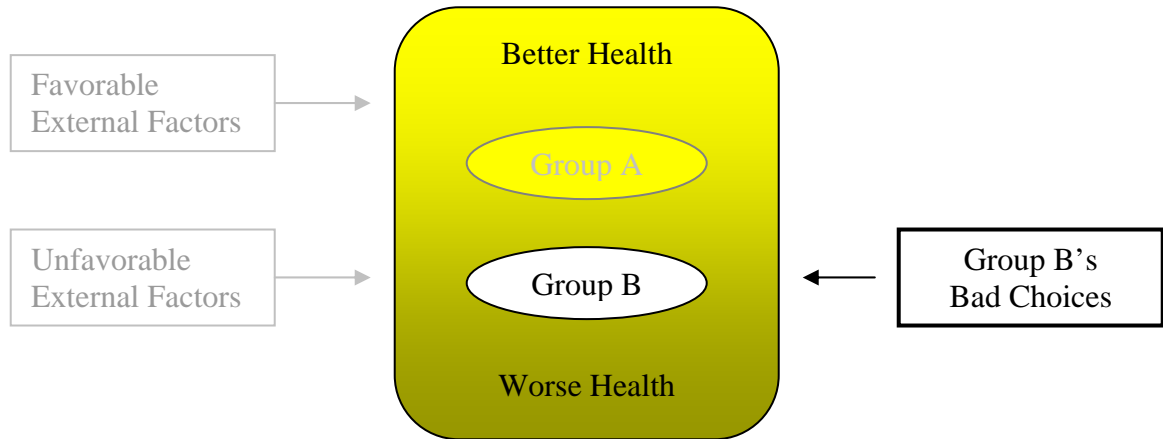 Better Health
Favorable
External Factors
Group A
Unfavorable
External Factors
Group B
Group B’s
Bad Choices
Worse Health